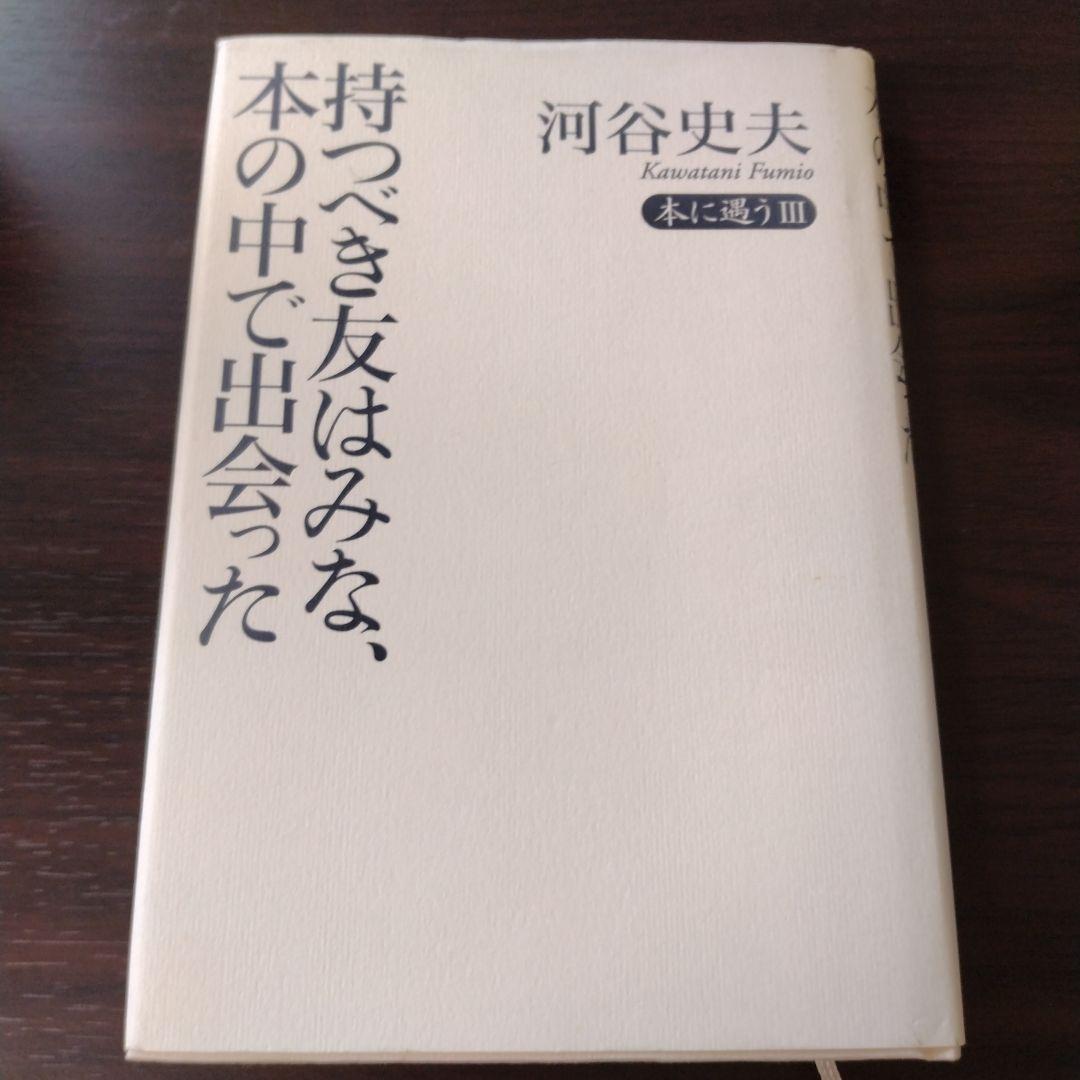 持つべき友はみな、
本の中で出会った
河谷史夫
Kawatani Fumio
本に遇うIII